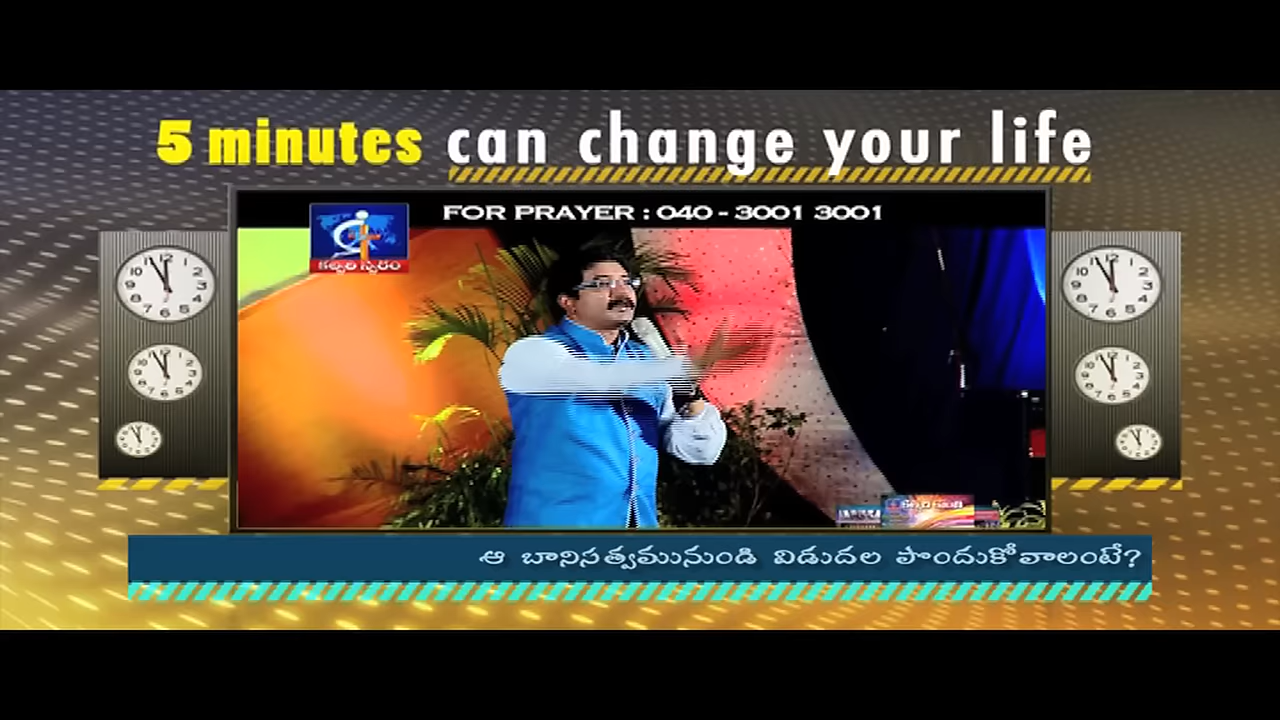 5 minutes can change your life
FOR PRAYER : 040 - 3001 3001
కల్వరి స్వరం
ఆ బానిసత్వమునుండి విడుదల పొందుకోవాలంటే?